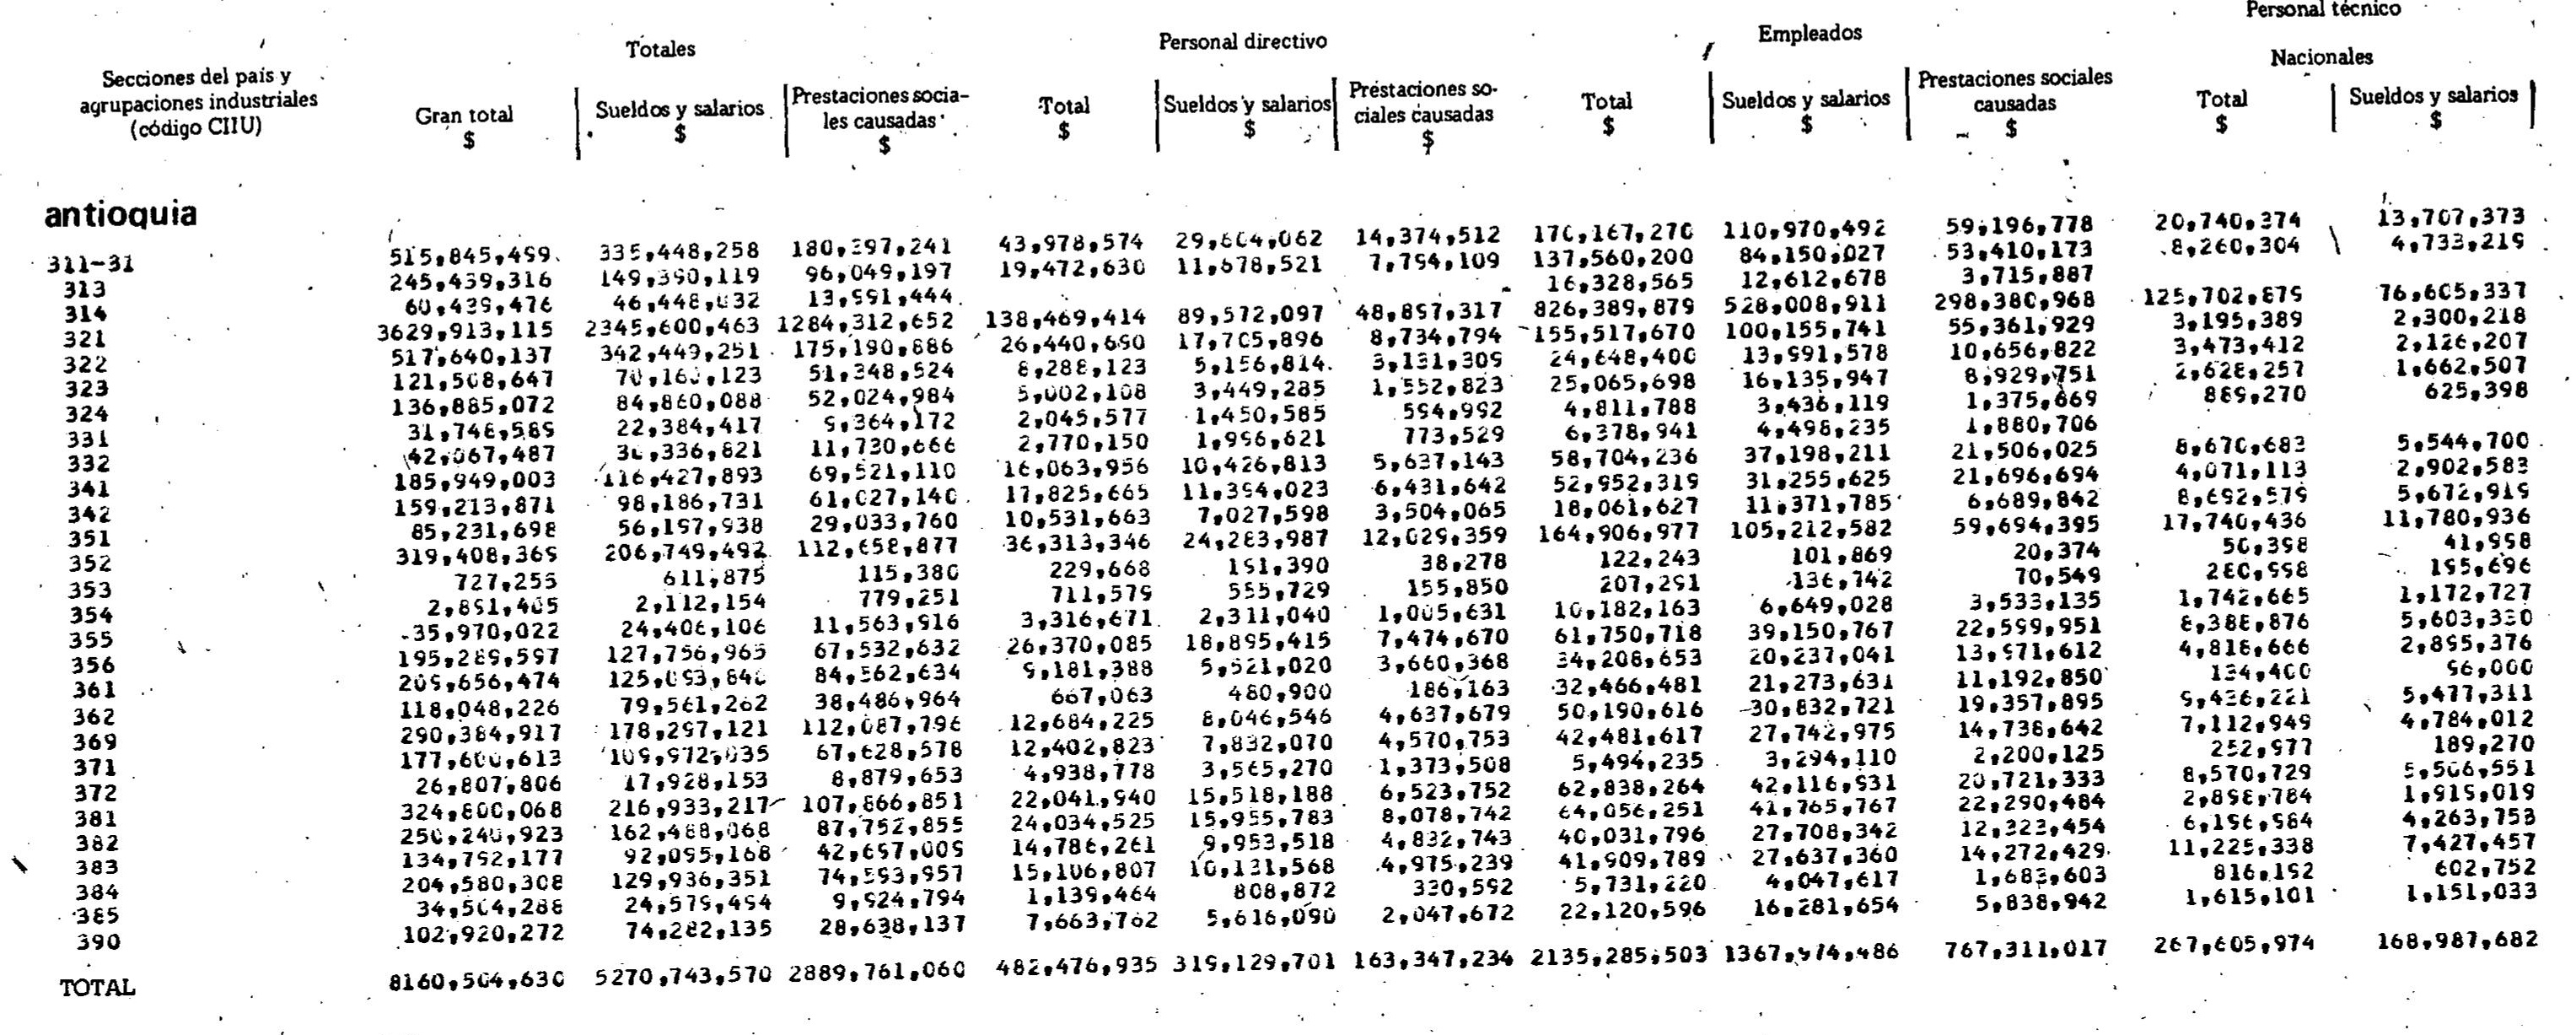 Personal técnico
Totales Personal directivo Empleados Nacionales
Secciones del país y agrupaciones industriales (código CIIU) Gran total $ Sueldos y salarios $ Prestaciones socia-les causadas $ Total $ Sueldos y salarios $ Prestaciones so-ciales causadas $ Total $ Sueldos y salarios $ Prestaciones sociales causadas $ Total $ Sueldos y salarios $
antioquia
311-31 515,845,499 335,448,258 180,397,241 43,978,574 29,604,062 14,374,512 170,167,270 110,970,492 59,196,778 20,740,374 13,707,373
313 245,439,316 149,390,119 96,049,197 19,472,630 11,678,521 7,794,109 137,560,200 84,150,027 53,410,173 8,260,304 4,733,219
314 60,439,476 46,448,032 13,991,444 16,328,565 12,612,678 3,715,887
321 3629,913,115 2345,600,463 1284,312,652 138,469,414 89,572,097 48,897,317 826,389,879 528,008,911 298,380,968 125,702,879 76,605,337
322 517,640,137 342,449,251 175,190,886 26,440,690 17,705,896 8,734,794 155,517,670 100,155,741 55,361,929 3,195,389 2,300,218
323 121,508,647 70,160,123 51,348,524 8,288,123 5,156,814 3,131,309 24,648,400 13,991,578 10,656,822 3,473,412 2,126,207
324 136,885,072 84,860,088 52,024,984 5,002,108 3,449,285 1,552,823 25,065,698 16,135,947 8,929,751 2,628,257 1,662,507
331 31,748,589 22,384,417 9,364,172 2,045,577 1,450,585 594,992 4,811,788 3,436,119 1,375,669 889,270 625,398
332 42,067,487 30,336,821 11,730,666 2,770,150 1,996,621 773,529 6,378,941 4,498,235 1,880,706
341 185,949,003 116,427,893 69,521,110 16,063,956 10,426,813 5,637,143 58,704,236 37,198,211 21,506,025 8,670,683 5,544,700
342 159,213,871 98,186,731 61,027,140 17,825,665 11,394,023 6,431,642 52,952,319 31,255,625 21,696,694 4,071,113 2,902,583
351 85,231,698 56,197,938 29,033,760 10,531,663 7,027,598 3,504,065 18,061,627 11,371,785 6,689,842 8,692,579 5,672,919
352 319,408,369 206,749,492 112,658,877 36,313,346 24,283,987 12,029,359 164,906,977 105,212,582 59,694,395 17,740,436 11,780,936
353 727,255 611,875 115,380 229,668 191,390 38,278 122,243 101,869 20,374 50,398 41,998
354 2,891,405 2,112,154 779,251 711,579 555,729 155,850 207,291 136,742 70,549 280,998 195,696
355 35,970,022 24,406,106 11,563,916 3,316,671 2,311,040 1,005,631 10,182,163 6,649,028 3,533,135 1,742,665 1,172,727
356 195,289,597 127,756,965 67,532,632 26,370,085 18,895,415 7,474,670 61,750,718 39,150,767 22,599,951 8,388,876 5,603,330
361 209,656,474 125,093,840 84,562,634 9,181,388 5,521,020 3,660,368 34,208,653 20,237,041 13,971,612 4,818,666 2,895,376
362 118,048,226 79,561,262 38,486,964 667,063 480,900 186,163 32,466,481 21,273,631 11,192,850 134,400 96,000
369 290,384,917 178,297,121 112,087,796 12,684,225 8,046,546 4,637,679 50,190,616 30,832,721 19,357,895 9,436,221 5,477,311
371 177,600,613 109,972,035 67,628,578 12,402,823 7,832,070 4,570,753 42,481,617 27,742,975 14,738,642 7,112,949 4,784,012
372 26,807,806 17,928,153 8,879,653 4,938,778 3,565,270 1,373,508 5,494,235 3,294,110 2,200,125 252,977 189,270
381 324,800,068 216,933,217 107,866,851 22,041,940 15,518,188 6,523,752 62,838,264 42,116,931 20,721,333 8,570,729 5,506,551
382 250,240,923 162,488,068 87,752,855 24,034,525 15,955,783 8,078,742 64,056,251 41,765,767 22,290,484 2,898,784 1,919,019
383 134,792,177 92,095,168 42,697,009 14,786,261 9,953,518 4,832,743 40,031,796 27,708,342 12,323,454 6,196,984 4,263,753
384 204,530,308 129,936,351 74,593,957 15,106,807 10,131,568 4,975,239 41,909,789 27,637,360 14,272,429 11,225,338 7,427,457
385 34,504,288 24,579,494 9,924,794 1,139,464 808,872 330,592 5,731,220 4,047,617 1,683,603 816,192 602,752
390 102,920,272 74,282,135 28,638,137 7,663,762 5,616,090 2,047,672 22,120,596 16,281,654 5,838,942 1,615,101 1,151,033
TOTAL 8160,504,630 5270,743,570 2889,761,060 482,476,935 319,129,701 163,347,234 2135,285,503 1367,974,486 767,311,017 267,605,974 168,987,682